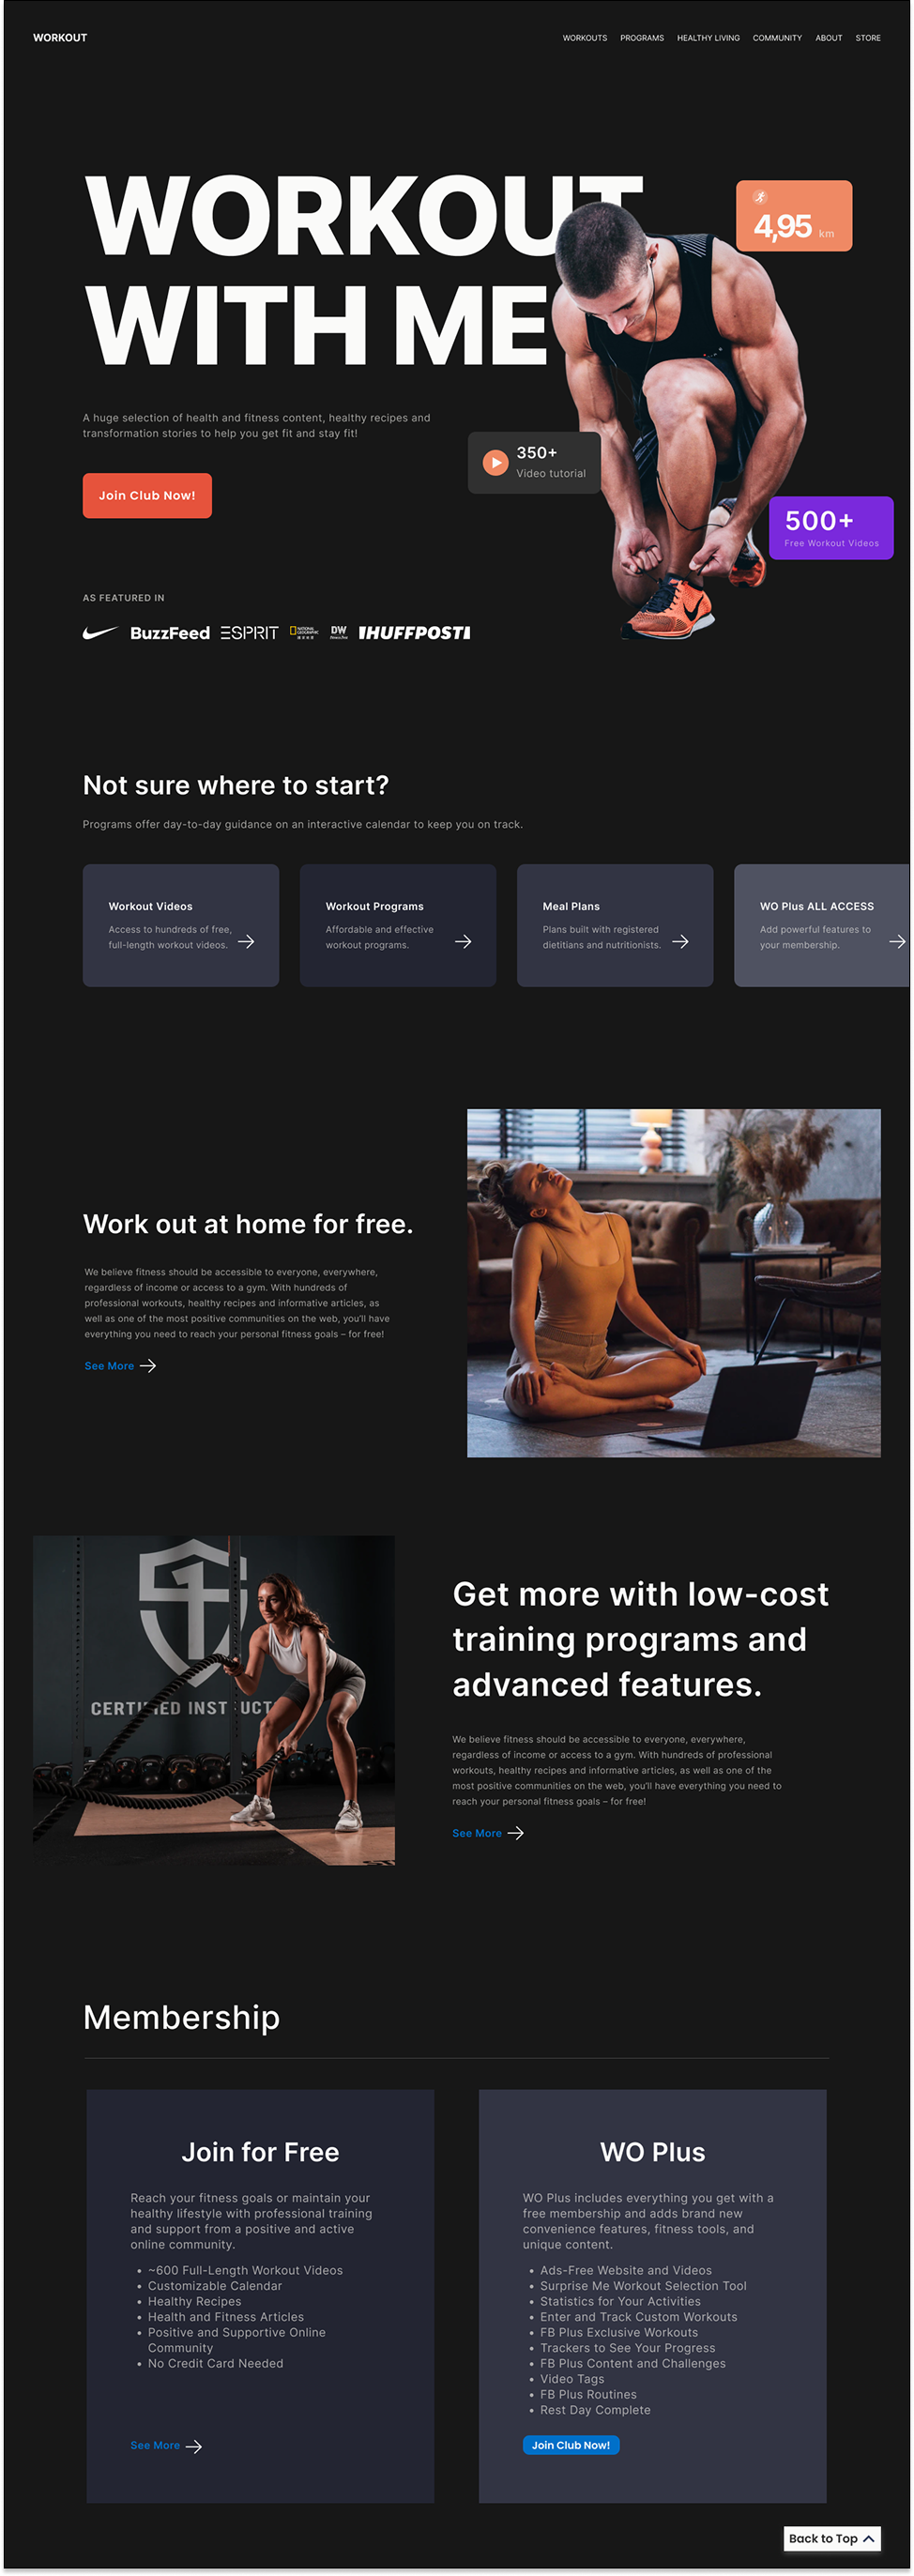 WORKOUT
WORKOUTS PROGRAMS HEALTHY LIVING COMMUNITY ABOUT STORE
WORKOUT
WITH ME
4,95 km
A huge selection of health and fitness content, healthy recipes and
transformation stories to help you get fit and stay fit!
350+
Video tutorial
Join Club Now!
500+
Free Workout Videos
AS FEATURED IN
BuzzFeed ESPRIT NATIONAL GEOGRAPHIC DW HUFFPOST
Not sure where to start?
Programs offer day-to-day guidance on an interactive calendar to keep you on track.
Workout Videos
Access to hundreds of free,
full-length workout videos.
Workout Programs
Affordable and effective
workout programs.
Meal Plans
Plans built with registered
dietitians and nutritionists.
WO Plus ALL ACCESS
Add powerful features to
your membership.
Work out at home for free.
We believe fitness should be accessible to everyone, everywhere,
regardless of income or access to a gym. With hundreds of
professional workouts, healthy recipes and informative articles, as
well as one of the most positive communities on the web, you'll have
everything you need to reach your personal fitness goals – for free!
See More
CERTIFIED INST UCT
Get more with low-cost
training programs and
advanced features.
We believe fitness should be accessible to everyone, everywhere,
regardless of income or access to a gym. With hundreds of professional
workouts, healthy recipes and informative articles, as well as one of the
most positive communities on the web, you'll have everything you need to
reach your personal fitness goals – for free!
See More
Membership
Join for Free
Reach your fitness goals or maintain your
healthy lifestyle with professional training
and support from a positive and active
online community.
• ~600 Full-Length Workout Videos
• Customizable Calendar
• Healthy Recipes
• Health and Fitness Articles
• Positive and Supportive Online
Community
• No Credit Card Needed
See More
WO Plus
WO Plus includes everything you get with a
free membership and adds brand new
convenience features, fitness tools, and
unique content.
• Ads-Free Website and Videos
• Surprise Me Workout Selection Tool
• Statistics for Your Activities
• Enter and Track Custom Workouts
• FB Plus Exclusive Workouts
• Trackers to See Your Progress
• FB Plus Content and Challenges
• Video Tags
• FB Plus Routines
• Rest Day Complete
Join Club Now!
Back to Top